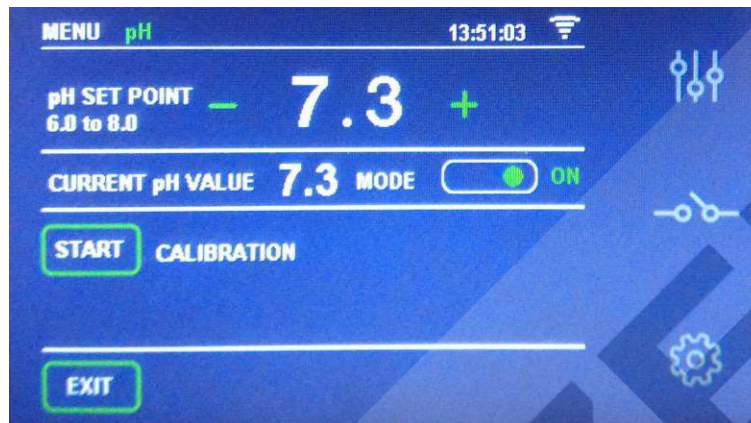 MENU pH 13:51:03
pH SET POINT
6.0 to 8.0
– 7.3 +
CURRENT pH VALUE 7.3 MODE ON
START CALIBRATION
EXIT